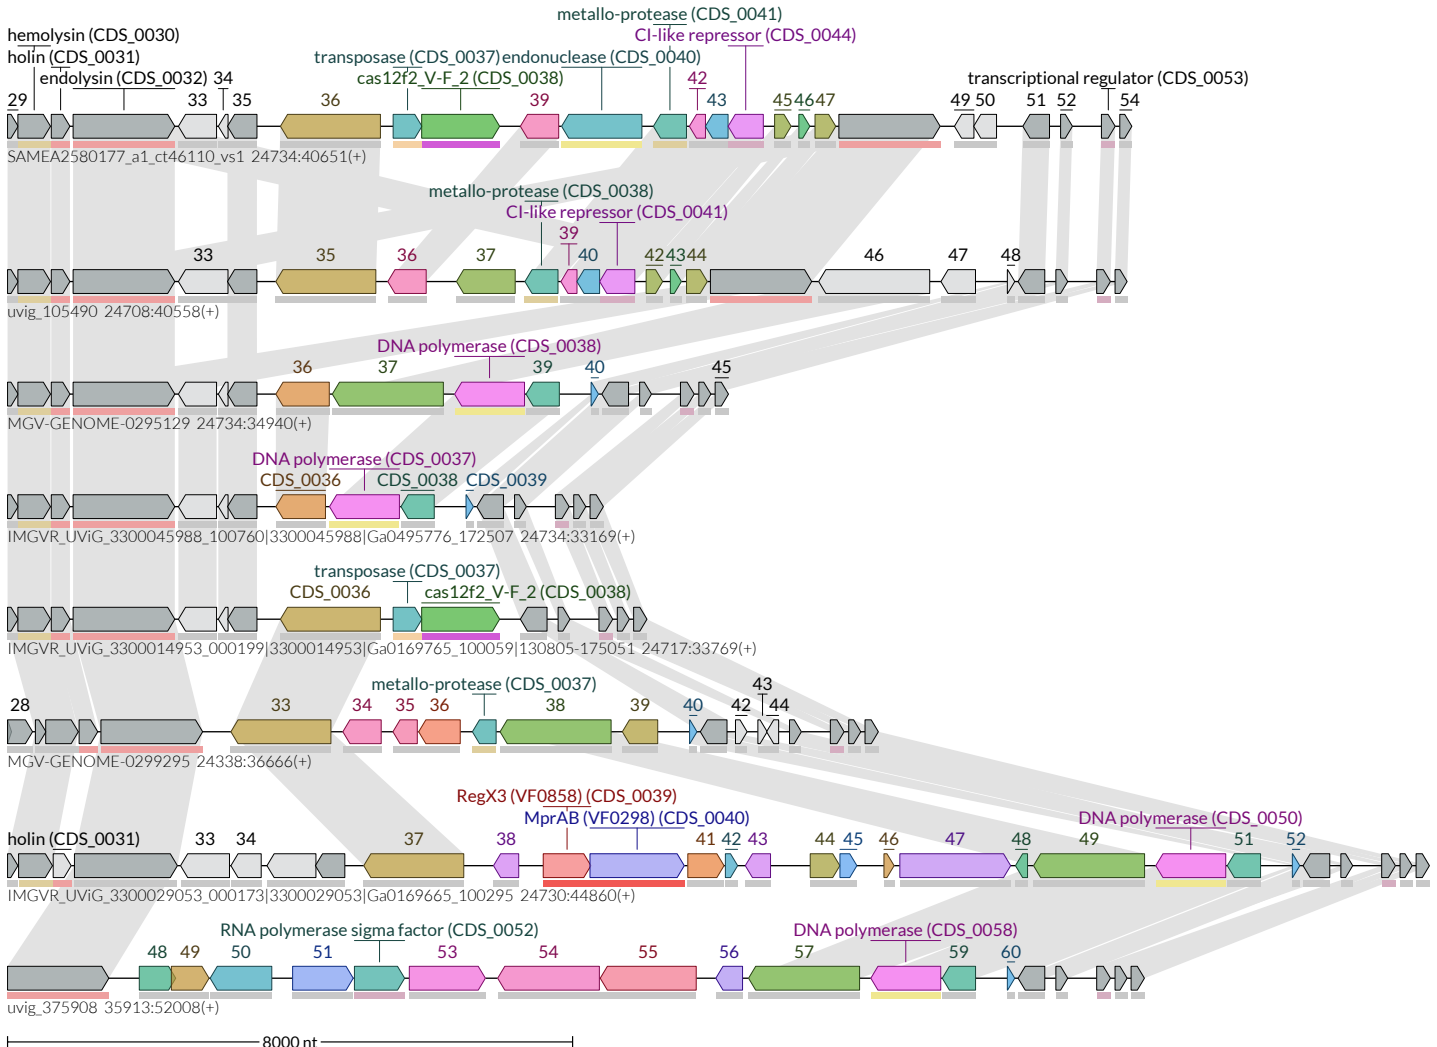 metallo-protease (CDS_0041)
hemolysin (CDS_0030) CI-like repressor (CDS_0044)
holin (CDS_0031) transposase (CDS_0037) endonuclease (CDS_0040)
endolysin (CDS_0032) 34 cas12f2_V-F_2 (CDS_0038) 42 transcriptional regulator (CDS_0053)
29 33 35 36 39 43 45 46 47 49 50 51 52 54
SAMEA2580177_a1_ct46110_vs1 24734:40651(+)
metallo-protease (CDS_0038)
CI-like repressor (CDS_0041)
39
33 35 36 37 40 42 43 44 46 47 48
uvig_105490 24708:40558(+)
DNA polymerase (CDS_0038)
36 37 39 40 45
MGV-GENOME-0295129 24734:34940(+)
DNA polymerase (CDS_0037)
CDS_0036 CDS_0038 CDS_0039
IMGVR_UViG_3300045988_100760|3300045988|Ga0495776_172507 24734:33169(+)
transposase (CDS_0037)
CDS_0036 cas12f2_V-F_2 (CDS_0038)
IMGVR_UViG_3300014953_000199|3300014953|Ga0169765_100059|130805-175051 24717:33769(+)
metallo-protease (CDS_0037) 43
28 33 34 35 36 38 39 40 42 44
MGV-GENOME-0299295 24338:36666(+)
RegX3 (VF0858) (CDS_0039)
MprAB (VF0298) (CDS_0040) DNA polymerase (CDS_0050)
holin (CDS_0031) 33 34 37 38 41 42 43 44 45 46 47 48 49 51 52
IMGVR_UViG_3300029053_000173|3300029053|Ga0169665_100295 24730:44860(+)
RNA polymerase sigma factor (CDS_0052) DNA polymerase (CDS_0058)
48 49 50 51 53 54 55 56 57 59 60
uvig_375908 35913:52008(+)
8000 nt